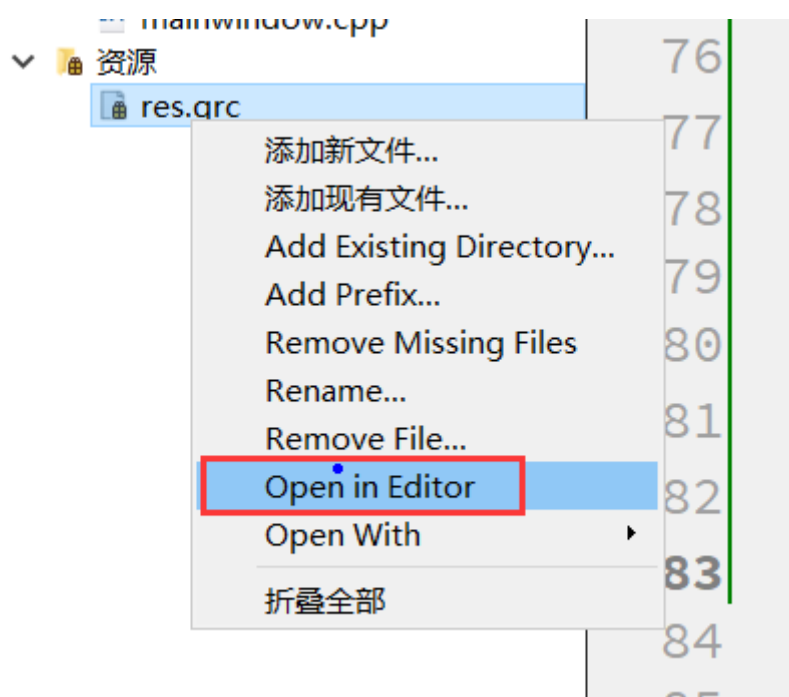 mainwindow.cpp
资源
res.qrc
添加新文件...
添加现有文件...
Add Existing Directory...
Add Prefix...
Remove Missing Files
Rename...
Remove File...
Open in Editor
Open With
折叠全部
76
77
78
79
80
81
82
83
84
85